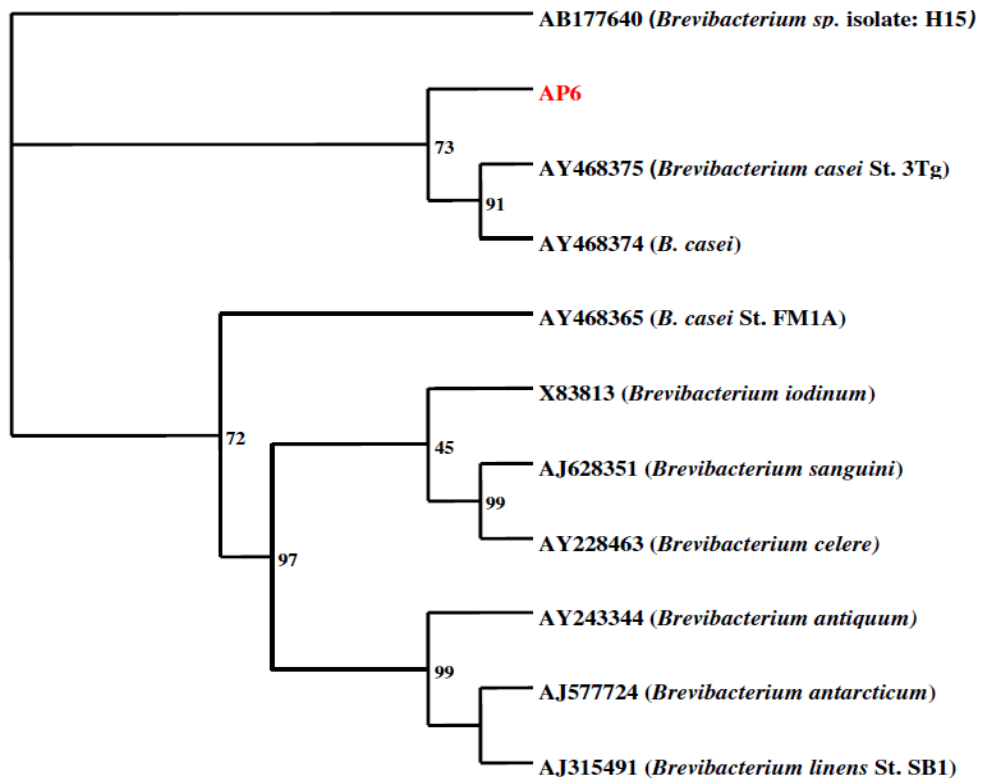 AB177640 (Brevibacterium sp. isolate: H15)
AP6
73
AY468375 (Brevibacterium casei St. 3Tg)
91
AY468374 (B. casei)
AY468365 (B. casei St. FM1A)
X83813 (Brevibacterium iodinum)
72
45
AJ628351 (Brevibacterium sanguini)
99
AY228463 (Brevibacterium celere)
97
AY243344 (Brevibacterium antiquum)
99
AJ577724 (Brevibacterium antarcticum)
AJ315491 (Brevibacterium linens St. SB1)